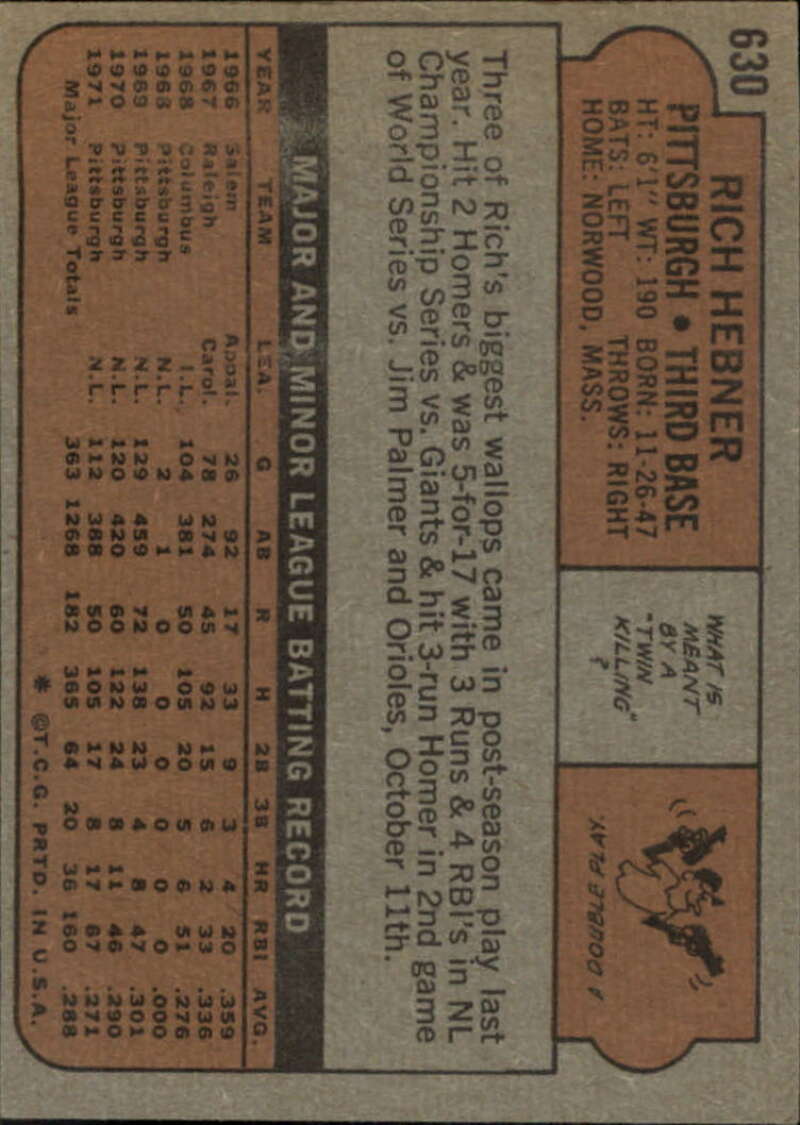 630
RICH HEBNER
PITTSBURGH • THIRD BASE
HT: 6'1" WT: 190 BORN: 11-26-47
BATS: LEFT THROWS: RIGHT
HOME: NORWOOD, MASS.
WHAT IS
MEANT
BY A
"TWIN
KILLING"
?
A DOUBLE PLAY.
Three of Rich's biggest wallops came in post-season play last
year. Hit 2 Homers & was 5-for-17 with 3 Runs & 4 RBI's in NL
Championship Series vs. Giants & hit 3-run Homer in 2nd game
of World Series vs. Jim Palmer and Orioles, October 11th.
MAJOR AND MINOR LEAGUE BATTING RECORD
YEAR TEAM LEA. G AB R H 2B 3B HR RBI AVG.
1966 Salem Appal. 26 92 17 33 9 3 4 20 .359
1967 Raleigh Carol. 78 274 45 92 15 6 2 33 .336
1968 Columbus I.L. 104 381 50 105 20 5 6 51 .276
1968 Pittsburgh N.L. 2 1 0 0 0 0 0 0 .000
1969 Pittsburgh N.L. 129 459 72 138 23 4 8 47 .301
1970 Pittsburgh N.L. 120 420 60 122 24 8 11 46 .290
1971 Pittsburgh N.L. 112 388 50 105 17 8 17 67 .271
Major League Totals 363 1268 182 365 64 20 36 160 .288
* ©T.C.G. PRTD. IN U.S.A.